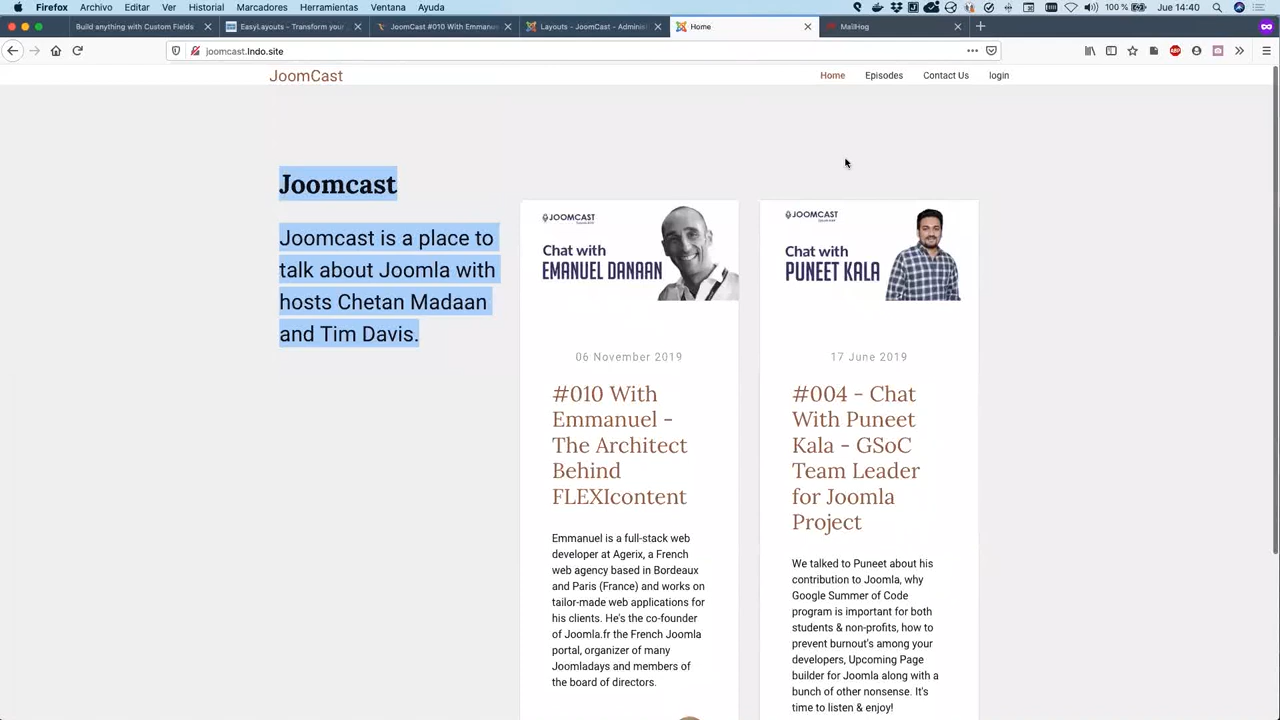 Firefox Archivo Editar Ver Historial Marcadores Herramientas Ventana Ayuda 100 % Jue 14:40
Build anything with Custom Fields EasyLayouts - Transform your JoomCast #010 With Emmanu Layouts - JoomCast - Adminis Home MailHog
joomcast.lndo.site
JoomCast Home Episodes Contact Us login
Joomcast
Joomcast is a place to
talk about Joomla with
hosts Chetan Madaan
and Tim Davis.
JOOMCAST
Chat with
EMANUEL DANAAN
06 November 2019
#010 With
Emmanuel -
The Architect
Behind
FLEXIcontent
Emmanuel is a full-stack web
developer at Agerix, a French
web agency based in Bordeaux
and Paris (France) and works on
tailor-made web applications for
his clients. He's the co-founder
of Joomla.fr the French Joomla
portal, organizer of many
Joomladays and members of
the board of directors.
JOOMCAST
Chat with
PUNEET KALA
17 June 2019
#004 - Chat
With Puneet
Kala - GSoC
Team Leader
for Joomla
Project
We talked to Puneet about his
contribution to Joomla, why
Google Summer of Code
program is important for both
students & non-profits, how to
prevent burnout's among your
developers, Upcoming Page
builder for Joomla along with a
bunch of other nonsense. It's
time to listen & enjoy!